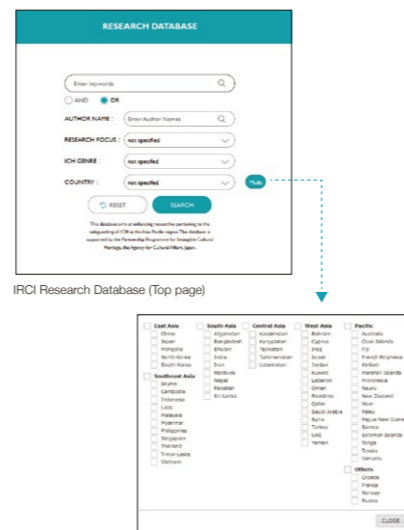 RESEARCH DATABASE
Enter keywords
AND OR
AUTHOR NAME : Enter Author Names
RESEARCH FOCUS : not specified
ICH GENRE : not specified
COUNTRY : not specified Multi
RESET SEARCH
This database aims at enhancing researches pertaining to the
safeguarding of ICH in the Asia-Pacific region. This database is
supported by the Partnership Programme for Intangible Cultural
Heritage, the Agency for Cultural Affairs, Japan.
IRCI Research Database (Top page)
East Asia
China
Japan
Mongolia
North Korea
South Korea
Southeast Asia
Brunei
Cambodia
Indonesia
Laos
Malaysia
Myanmar
Philippines
Singapore
Thailand
Timor-Leste
Vietnam
South Asia
Afganistan
Bangladesh
Bhutan
India
Iran
Maldives
Nepal
Pakistan
Sri Lanka
Central Asia
Kazakhstan
Kyrgyzstan
Tajikistan
Turkmenistan
Uzbekistan
West Asia
Bahrain
Cyprus
Iraq
Israel
Jordan
Kuwait
Lebanon
Oman
Palestine
Qatar
Saudi Arabia
Syria
Turkey
UAE
Yemen
Pacific
Australia
Cook Islands
Fiji
French Polynesia
Kiribati
Marshall Islands
Micronesia
Nauru
New Zealand
Niue
Palau
Papua New Guinea
Samoa
Solomon Islands
Tonga
Tuvalu
Vanuatu
Others
Croatia
France
Norway
Russia
CLOSE